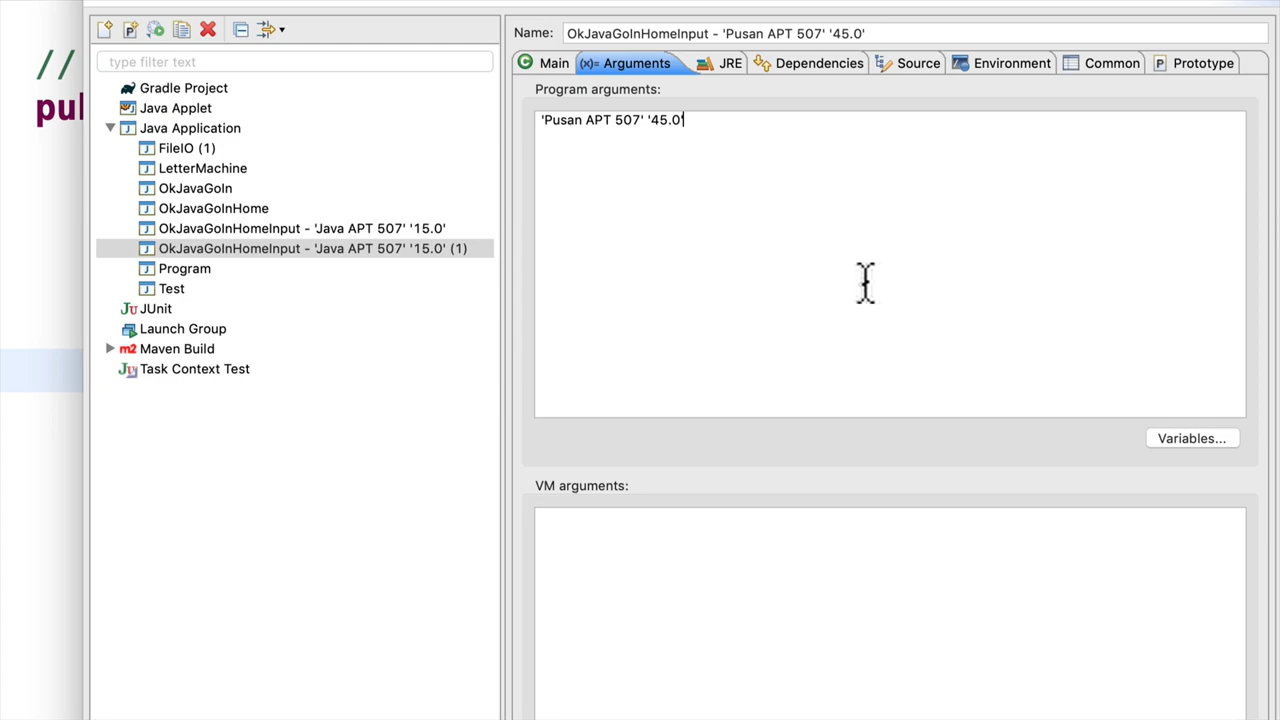 //
pul
type filter text
Gradle Project
Java Applet
Java Application
FileIO (1)
LetterMachine
OkJavaGoIn
OkJavaGoInHome
OkJavaGoInHomeInput - 'Java APT 507' '15.0'
OkJavaGoInHomeInput - 'Java APT 507' '15.0' (1)
Program
Test
JUnit
Launch Group
Maven Build
Task Context Test
Name: OkJavaGoInHomeInput - 'Pusan APT 507' '45.0'
Main (x)= Arguments JRE Dependencies Source Environment Common Prototype
Program arguments:
'Pusan APT 507' '45.0'
Variables...
VM arguments: